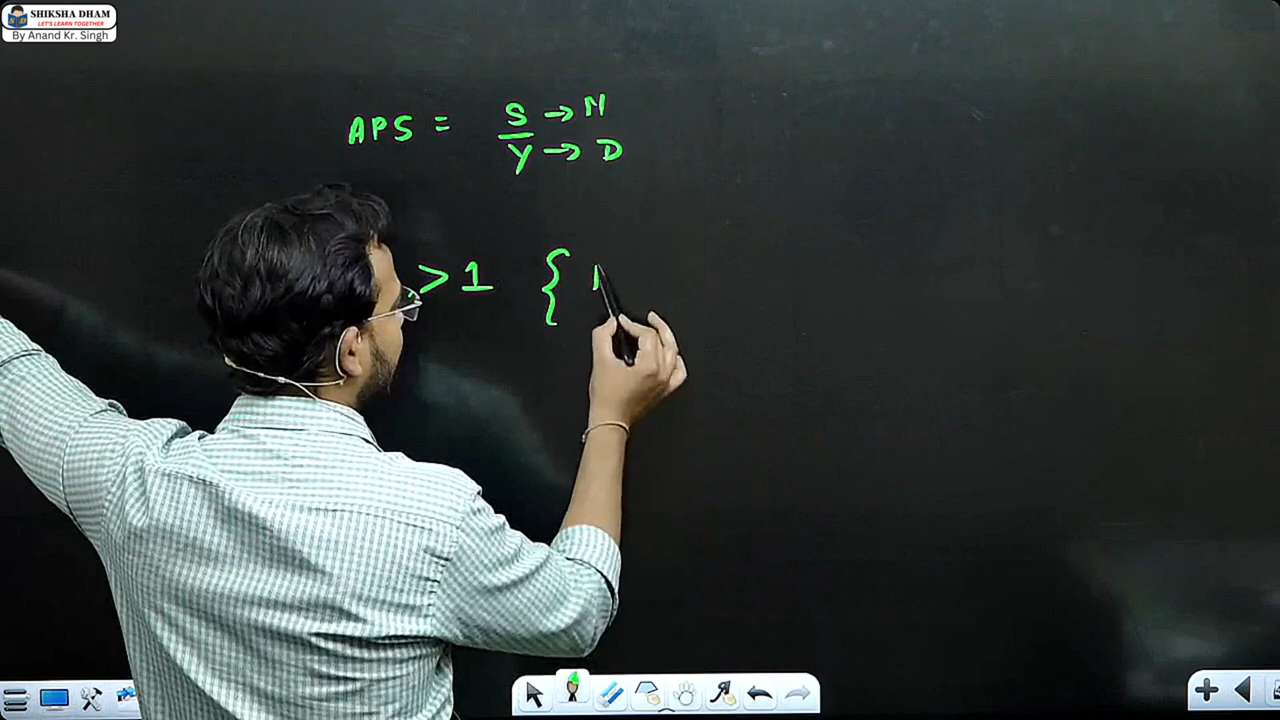 SHIKSHA DHAM
LET'S LEARN TOGETHER
By Anand Kr. Singh
APS = S → N
Y → D
> 1 {